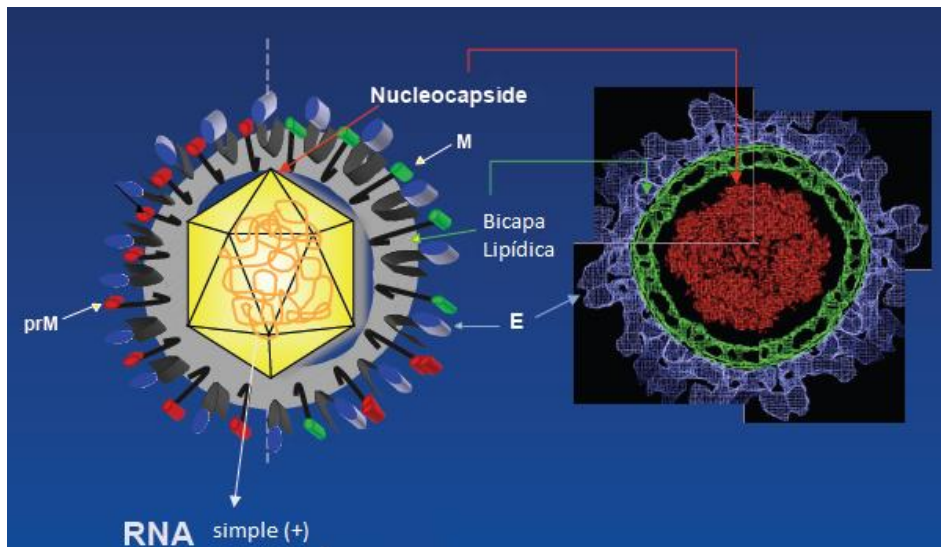 Nucleocapside
M
Bicapa
Lipídica
prM
E
RNA simple (+)